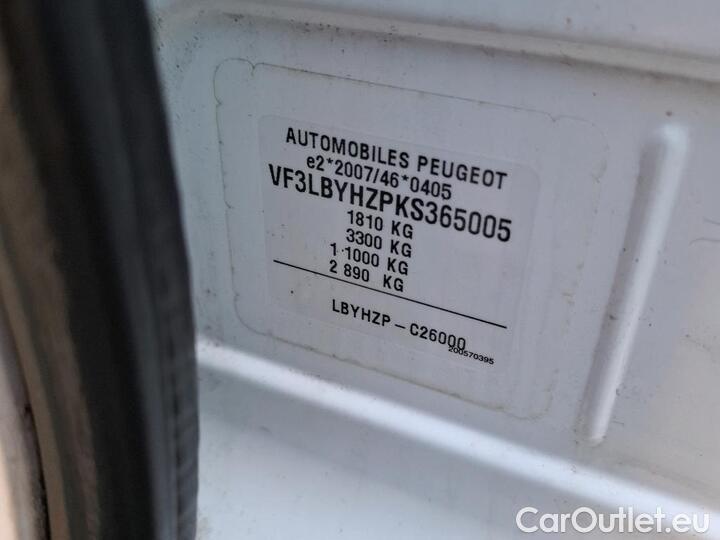 AUTOMOBILES PEUGEOT
e2*2007/46*0405
VF3LBYHZPKS365005
1810 KG
3300 KG
1·1000 KG
2 890 KG
LBYHZP – C26000
200570395
CarOutlet.eu